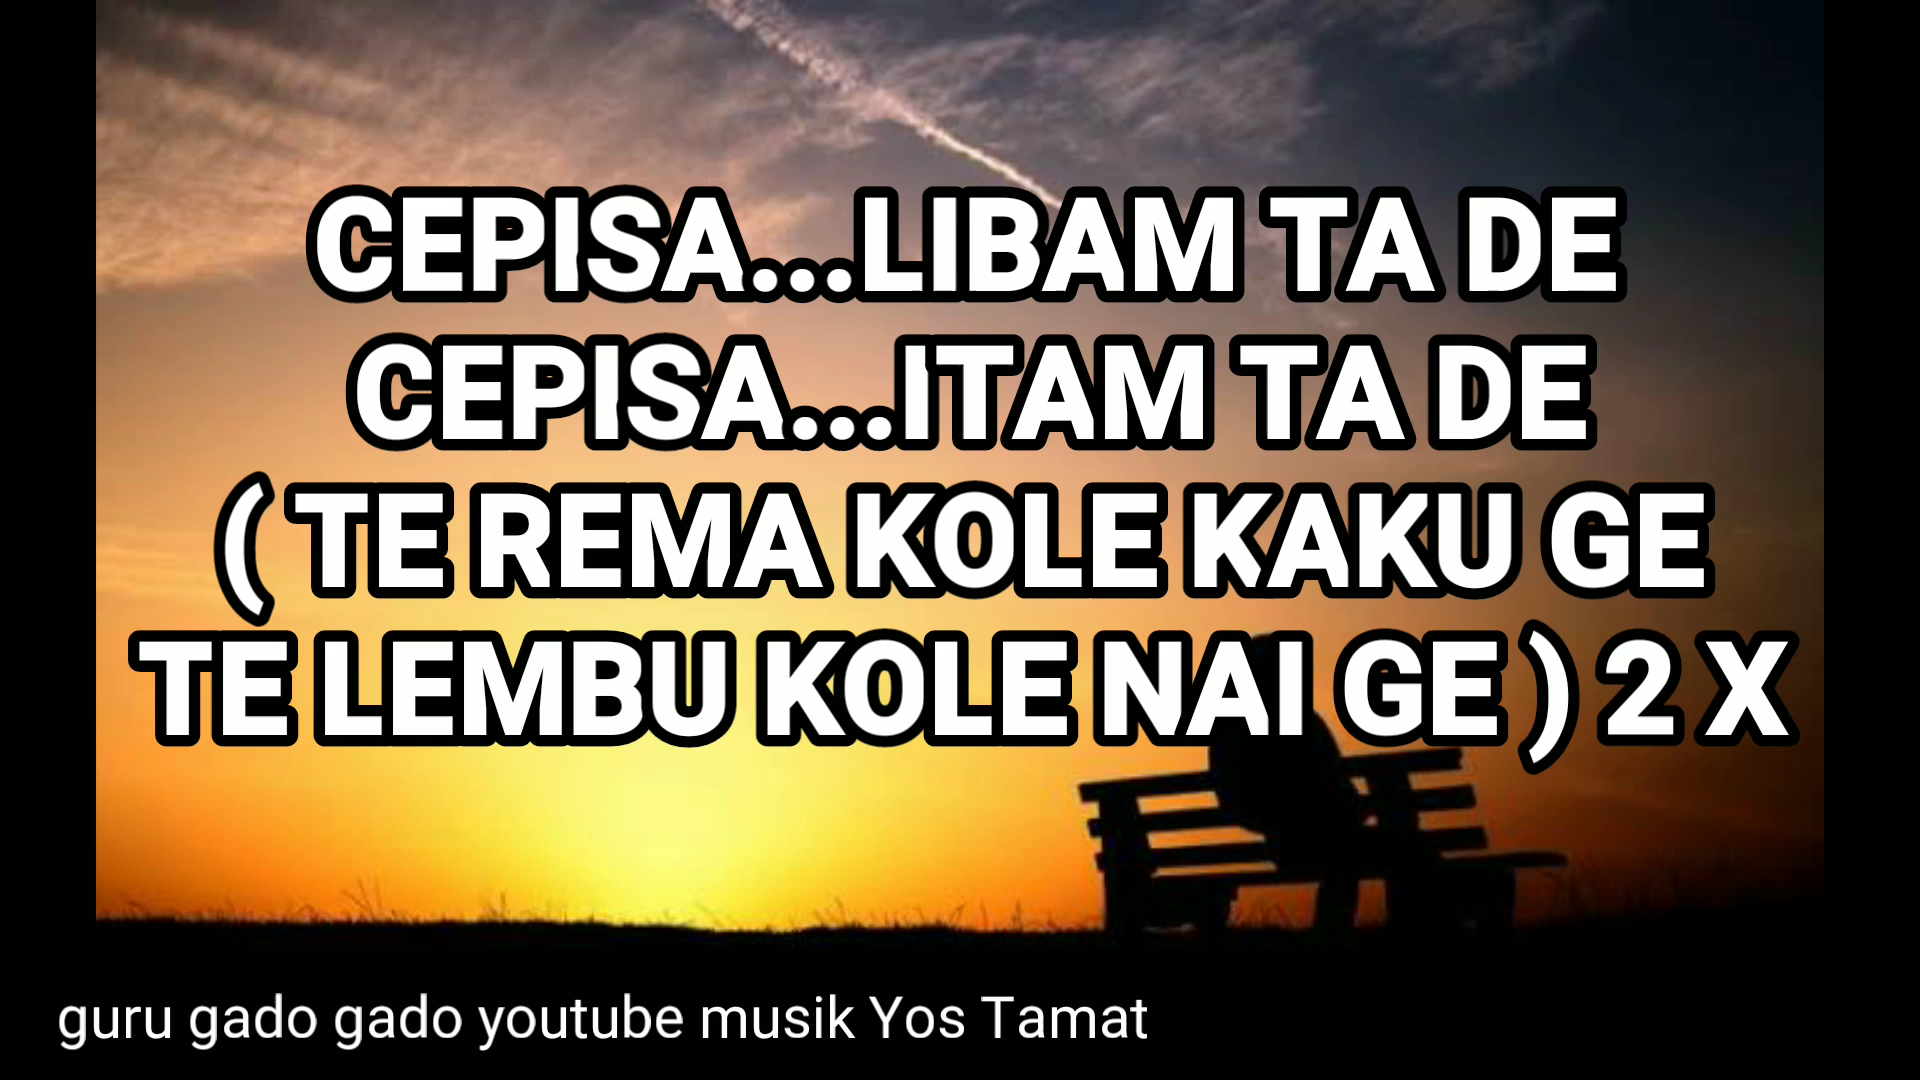 CEPISA...LIBAM TA DE
CEPISA...ITAM TA DE
( TE REMA KOLE KAKU GE
TE LEMBU KOLE NAI GE ) 2 X
guru gado gado youtube musik Yos Tamat